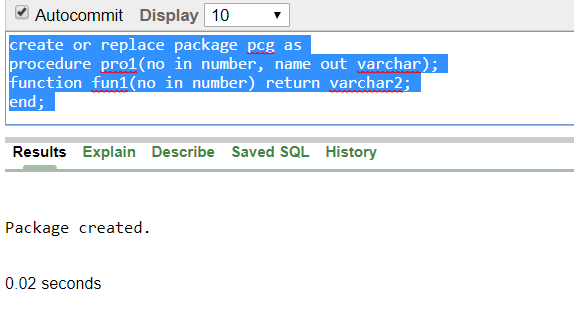 Autocommit Display 10
create or replace package pcg as
procedure pro1(no in number, name out varchar);
function fun1(no in number) return varchar2;
end;
Results Explain Describe Saved SQL History
Package created.
0.02 seconds